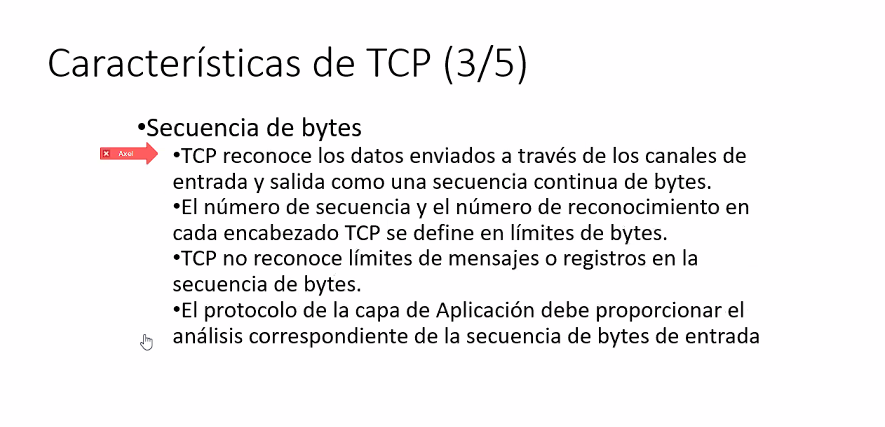 Características de TCP (3/5)
•Secuencia de bytes
Axel
•TCP reconoce los datos enviados a través de los canales de
entrada y salida como una secuencia continua de bytes.
•El número de secuencia y el número de reconocimiento en
cada encabezado TCP se define en límites de bytes.
•TCP no reconoce límites de mensajes o registros en la
secuencia de bytes.
•El protocolo de la capa de Aplicación debe proporcionar el
análisis correspondiente de la secuencia de bytes de entrada